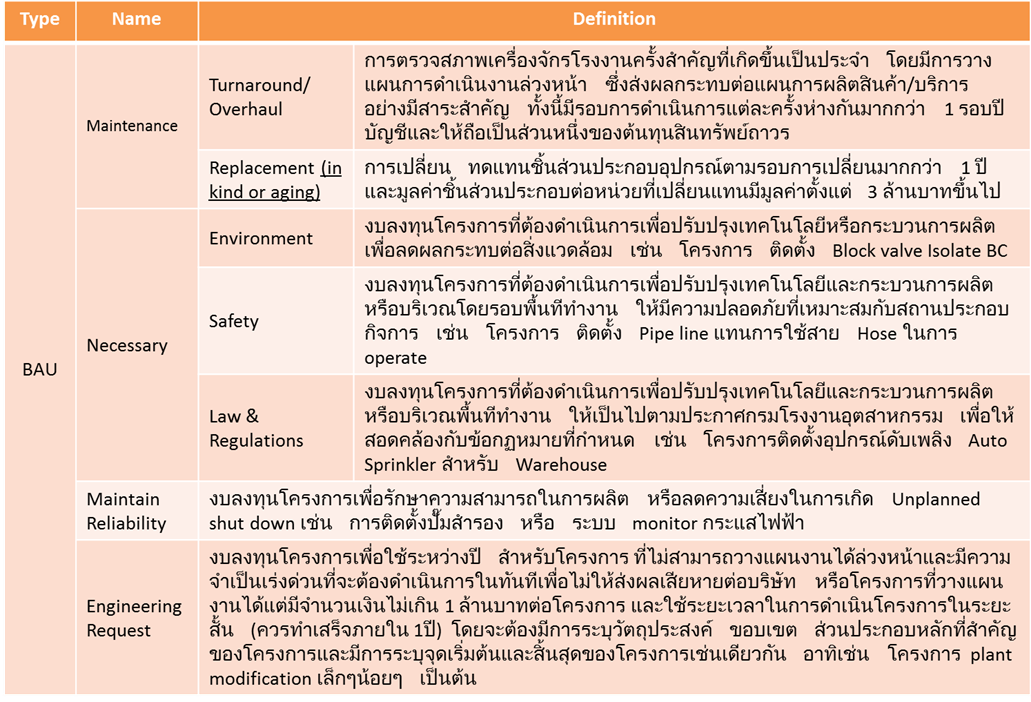 Type Name Definition
BAU
Maintenance
Turnaround/
Overhaul
การตรวจสภาพเครื่องจักรโรงงานครั้งสำคัญที่เกิดขึ้นเป็นประจำ โดยมีการวาง
แผนการดำเนินงานล่วงหน้า ซึ่งส่งผลกระทบต่อแผนการผลิตสินค้า/บริการ
อย่างมีสาระสำคัญ ทั้งนี้มีรอบการดำเนินการแต่ละครั้งห่างกันมากกว่า 1 รอบปี
บัญชีและให้ถือเป็นส่วนหนึ่งของต้นทุนสินทรัพย์ถาวร
Replacement (in
kind or aging)
การเปลี่ยน ทดแทนชิ้นส่วนประกอบอุปกรณ์ตามรอบการเปลี่ยนมากกว่า 1 ปี
และมูลค่าชิ้นส่วนประกอบต่อหน่วยที่เปลี่ยนแทนมีมูลค่าตั้งแต่ 3 ล้านบาทขึ้นไป
Necessary
Environment
งบลงทุนโครงการที่ต้องดำเนินการเพื่อปรับปรุงเทคโนโลยีหรือกระบวนการผลิต
เพื่อลดผลกระทบต่อสิ่งแวดล้อม เช่น โครงการ ติดตั้ง Block valve Isolate BC
Safety
งบลงทุนโครงการที่ต้องดำเนินการเพื่อปรับปรุงเทคโนโลยีและกระบวนการผลิต
หรือบริเวณโดยรอบพื้นที่ทำงาน ให้มีความปลอดภัยที่เหมาะสมกับสถานประกอบ
กิจการ เช่น โครงการ ติดตั้ง Pipe line แทนการใช้สาย Hose ในการ
operate
Law &
Regulations
งบลงทุนโครงการที่ต้องดำเนินการเพื่อปรับปรุงเทคโนโลยีและกระบวนการผลิต
หรือบริเวณพื้นที่ทำงาน ให้เป็นไปตามประกาศกรมโรงงานอุตสาหกรรม เพื่อให้
สอดคล้องกับข้อกฏหมายที่กำหนด เช่น โครงการติดตั้งอุปกรณ์ดับเพลิง Auto
Sprinkler สำหรับ Warehouse
Maintain
Reliability
งบลงทุนโครงการเพื่อรักษาความสามารถในการผลิต หรือลดความเสี่ยงในการเกิด Unplanned
shut down เช่น การติดตั้งปั๊มสำรอง หรือ ระบบ monitor กระแสไฟฟ้า
Engineering
Request
งบลงทุนโครงการเพื่อใช้ระหว่างปี สำหรับโครงการ ที่ไม่สามารถวางแผนงานได้ล่วงหน้าและมีความ
จำเป็นเร่งด่วนที่จะต้องดำเนินการในทันทีเพื่อไม่ให้ส่งผลเสียหายต่อบริษัท หรือโครงการที่วางแผน
งานได้แต่มีจำนวนเงินไม่เกิน 1 ล้านบาทต่อโครงการ และใช้ระยะเวลาในการดำเนินโครงการในระยะ
สั้น (ควรทำเสร็จภายใน 1ปี) โดยจะต้องมีการระบุวัตถุประสงค์ ขอบเขต ส่วนประกอบหลักที่สำคัญ
ของโครงการและมีการระบุจุดเริ่มต้นและสิ้นสุดของโครงการเช่นเดียวกัน อาทิเช่น โครงการ plant
modification เล็กๆน้อยๆ เป็นต้น